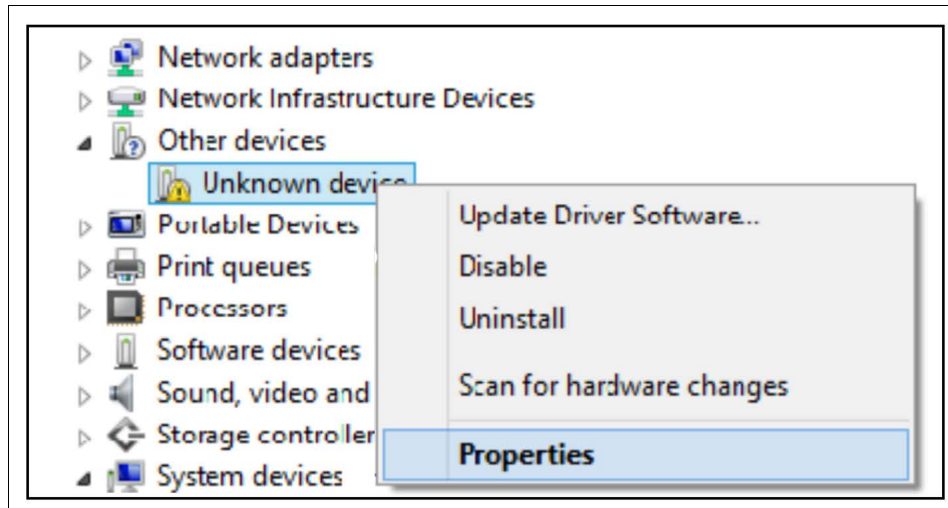 Network adapters
Network Infrastructure Devices
Other devices
Unknown device
Update Driver Software...
Portable Devices
Disable
Print queues
Processors
Uninstall
Software devices
Scan for hardware changes
Sound, video and
Storage controller
Properties
System devices